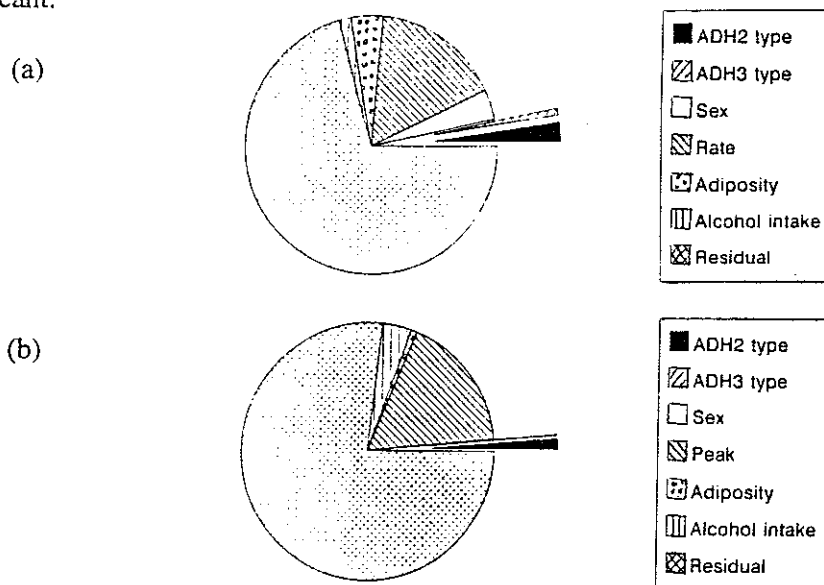 cant.
(a)
ADH2 type
ADH3 type
Sex
Rate
Adiposity
Alcohol intake
Residual
(b)
ADH2 type
ADH3 type
Sex
Peak
Adiposity
Alcohol intake
Residual